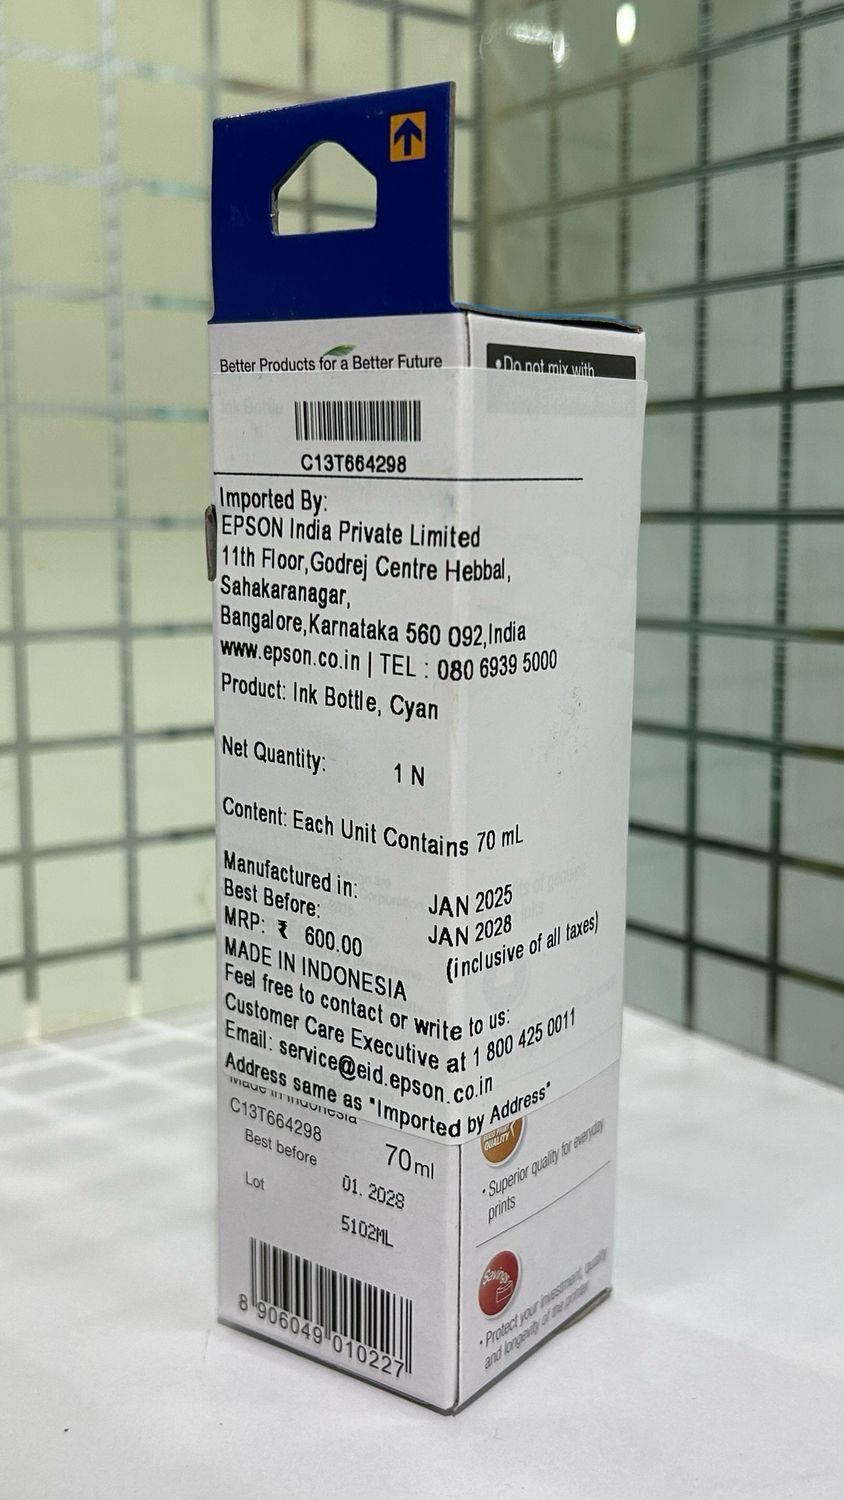 Better Products for a Better Future
•Do not mix with
C13T664298
Imported By:
EPSON India Private Limited
11th Floor,Godrej Centre Hebbal,
Sahakaranagar,
Bangalore,Karnataka 560 092,India
www.epson.co.in | TEL : 080 6939 5000
Product: Ink Bottle, Cyan
Net Quantity: 1 N
Content: Each Unit Contains 70 mL
Manufactured in: JAN 2025
Best Before: JAN 2028
MRP: ₹ 600.00 (inclusive of all taxes)
MADE IN INDONESIA
Feel free to contact or write to us:
Customer Care Executive at 1 800 425 0011
Email: service@eid.epson.co.in
Address same as "Imported by Address"
Made in Indonesia
C13T664298 70ml
Best before 01. 2028
Lot 5102ML
8 906049 010227
QUALITY
• Superior quality for everyday
prints
Savings
• Protect your investment, quality
and longevity of the printer